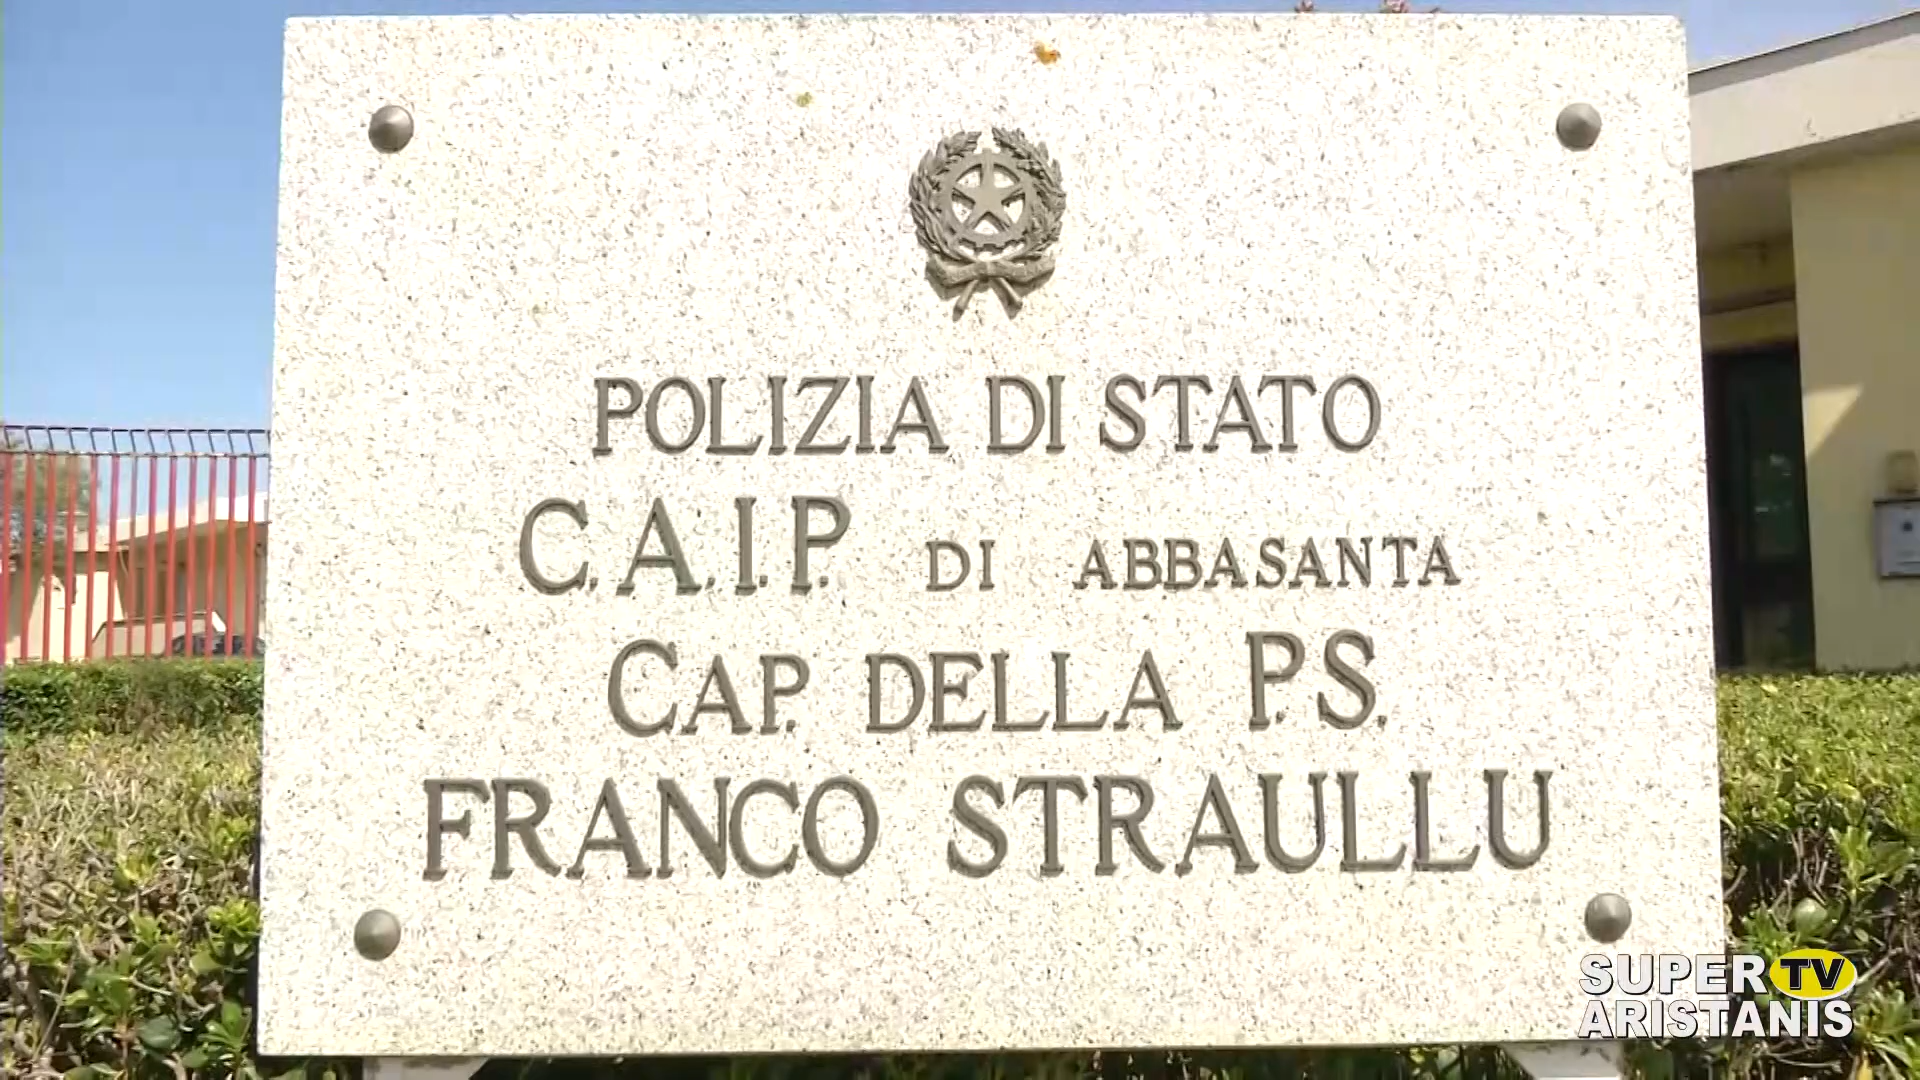 POLIZIA DI STATO
C.A.I.P. DI ABBASANTA
CAP. DELLA P.S.
FRANCO STRAULLU
SUPER TV
ARISTANIS